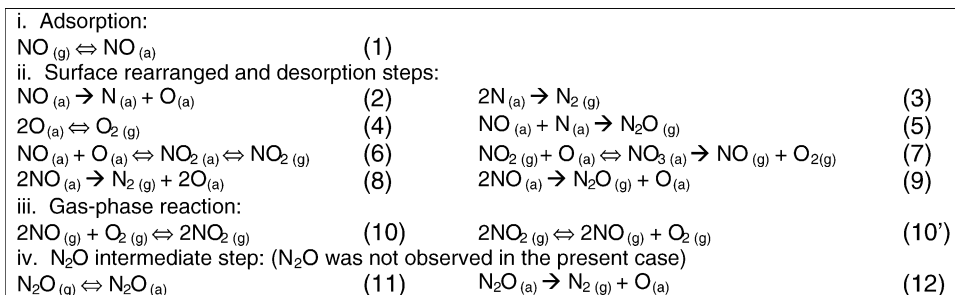 i. Adsorption:
NO (g) ⇔ NO (a) (1)
ii. Surface rearranged and desorption steps:
NO (a) → N (a) + O (a) (2) 2N (a) → N2 (g) (3)
2O (a) ⇔ O2 (g) (4) NO (a) + N (a) → N2O (g) (5)
NO (a) + O (a) ⇔ NO2 (a) ⇔ NO2 (g) (6) NO2 (g) + O (a) ⇔ NO3 (a) → NO (g) + O2(g) (7)
2NO (a) → N2 (g) + 2O (a) (8) 2NO (a) → N2O (g) + O (a) (9)
iii. Gas-phase reaction:
2NO (g) + O2 (g) ⇔ 2NO2 (g) (10) 2NO2 (g) ⇔ 2NO (g) + O2 (g) (10’)
iv. N2O intermediate step: (N2O was not observed in the present case)
N2O (g) ⇔ N2O (a) (11) N2O (a) → N2 (g) + O (a) (12)